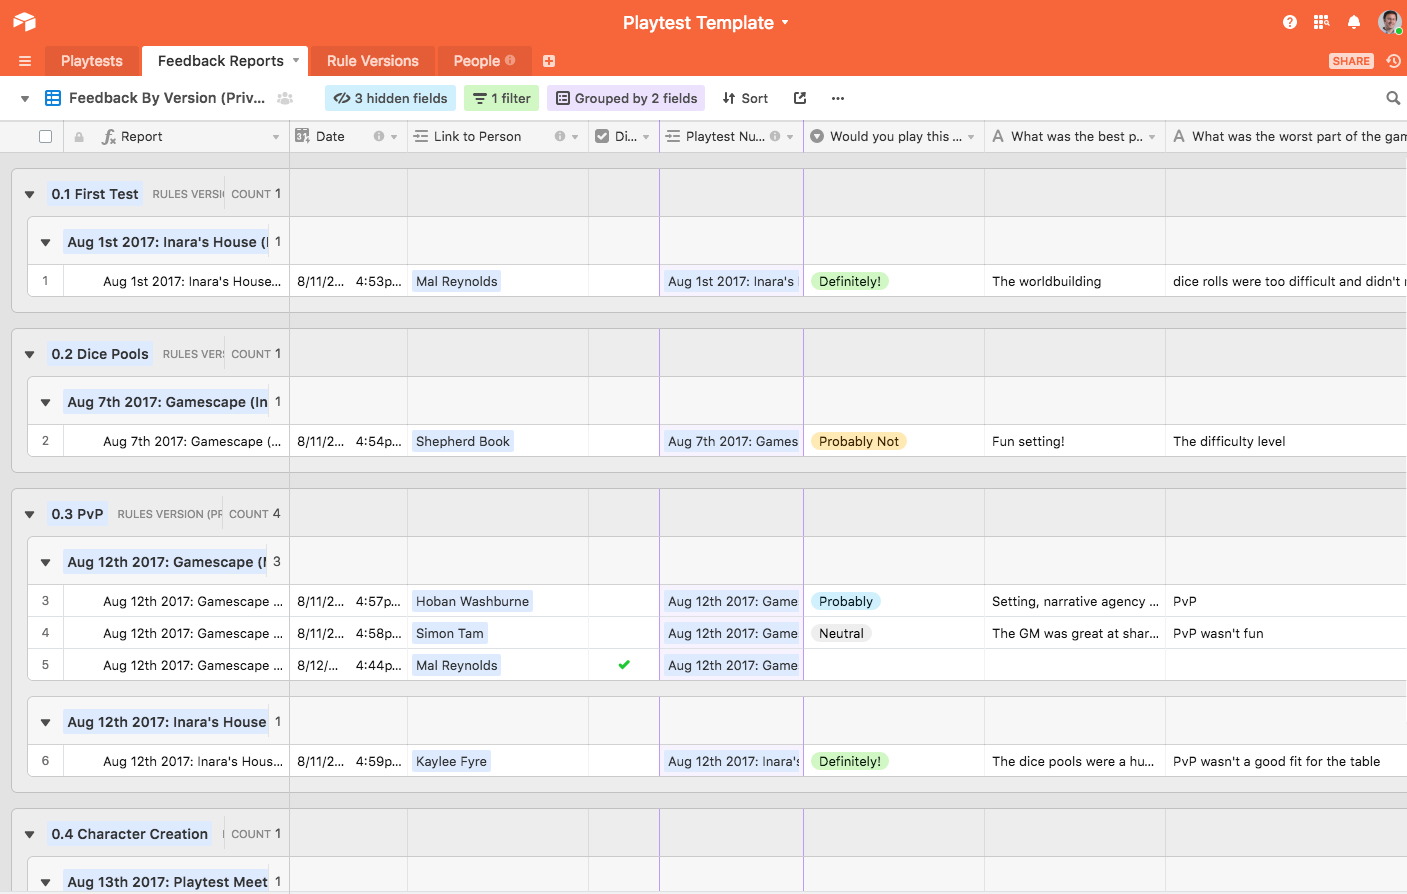 Playtest Template
Playtests Feedback Reports Rule Versions People
SHARE
Feedback By Version (Priv... 3 hidden fields 1 filter Grouped by 2 fields Sort ...
Report Date Link to Person Di... Playtest Nu... Would you play this ... What was the best p... What was the worst part of the gam
0.1 First Test RULES VERSI COUNT 1
Aug 1st 2017: Inara's House ( 1
1 Aug 1st 2017: Inara's House... 8/11/2... 4:53p... Mal Reynolds Aug 1st 2017: Inara's Definitely! The worldbuilding dice rolls were too difficult and didn't
0.2 Dice Pools RULES VER COUNT 1
Aug 7th 2017: Gamescape (In 1
2 Aug 7th 2017: Gamescape (... 8/11/2... 4:54p... Shepherd Book Aug 7th 2017: Games Probably Not Fun setting! The difficulty level
0.3 PvP RULES VERSION (PR COUNT 4
Aug 12th 2017: Gamescape ( 3
3 Aug 12th 2017: Gamescape ... 8/11/2... 4:57p... Hoban Washburne Aug 12th 2017: Game Probably Setting, narrative agency ... PvP
4 Aug 12th 2017: Gamescape ... 8/11/2... 4:58p... Simon Tam Aug 12th 2017: Game Neutral The GM was great at shar... PvP wasn't fun
5 Aug 12th 2017: Gamescape ... 8/12/... 4:44p... Mal Reynolds Aug 12th 2017: Game
Aug 12th 2017: Inara's House 1
6 Aug 12th 2017: Inara's Hous... 8/11/2... 4:59p... Kaylee Fyre Aug 12th 2017: Inara's Definitely! The dice pools were a hu... PvP wasn't a good fit for the table
0.4 Character Creation COUNT 1
Aug 13th 2017: Playtest Meet 1